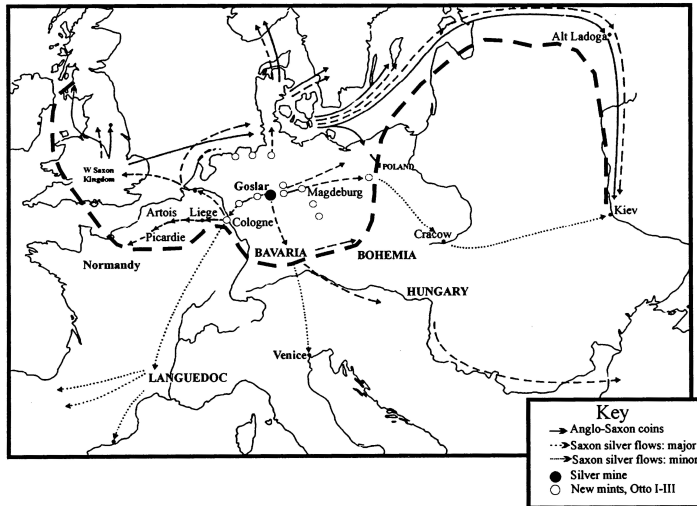 Alt Ladoga
W Saxon
Kingdom
POLAND
Goslar
Magdeburg
Artois
Liege
Cologne
Kiev
Picardie
Cracow
Normandy
BAVARIA
BOHEMIA
HUNGARY
Venice
LANGUEDOC
Key
Anglo-Saxon coins
Saxon silver flows: major
Saxon silver flows: minor
Silver mine
New mints, Otto I-III